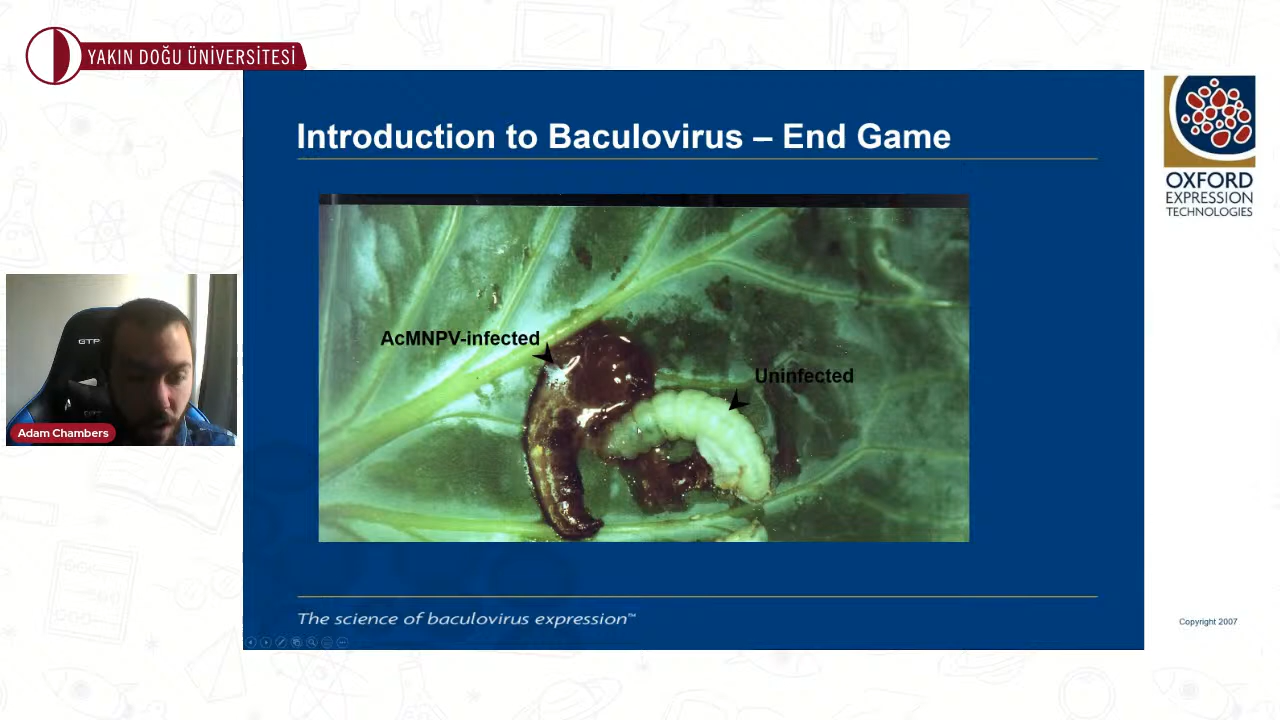 YAKIN DOĞU ÜNİVERSİTESİ
Introduction to Baculovirus – End Game
OXFORD
EXPRESSION
TECHNOLOGIES
AcMNPV-infected
Uninfected
GTP
Adam Chambers
The science of baculovirus expression™
Copyright 2007